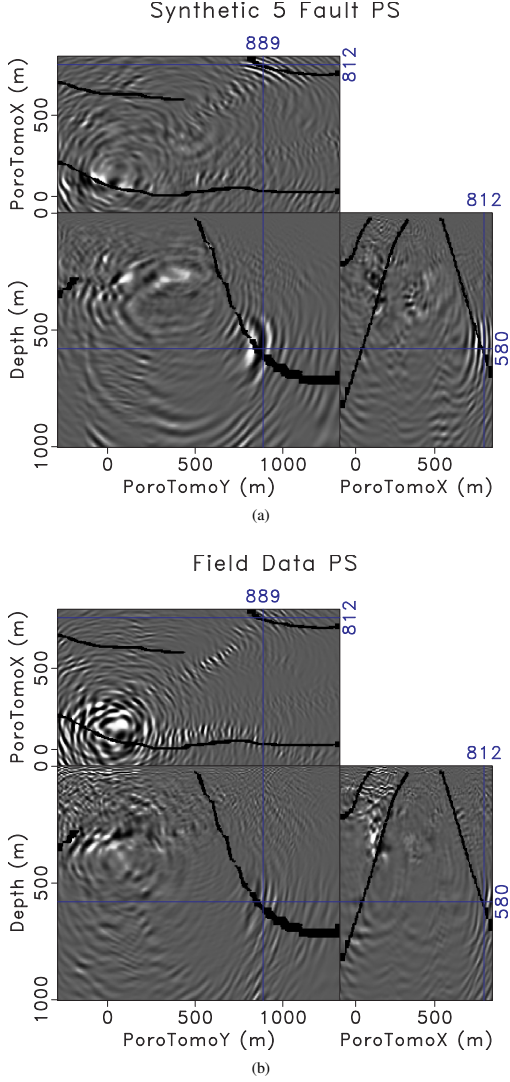 Synthetic 5 Fault PS
889
812
PoroTomoX (m)
500
0
0
812
Depth (m)
500
580
1000
0 500 1000 0 500
PoroTomoY (m) PoroTomoX (m)
(a)
Field Data PS
889
812
PoroTomoX (m)
500
0
0
812
Depth (m)
500
580
1000
0 500 1000 0 500
PoroTomoY (m) PoroTomoX (m)
(b)